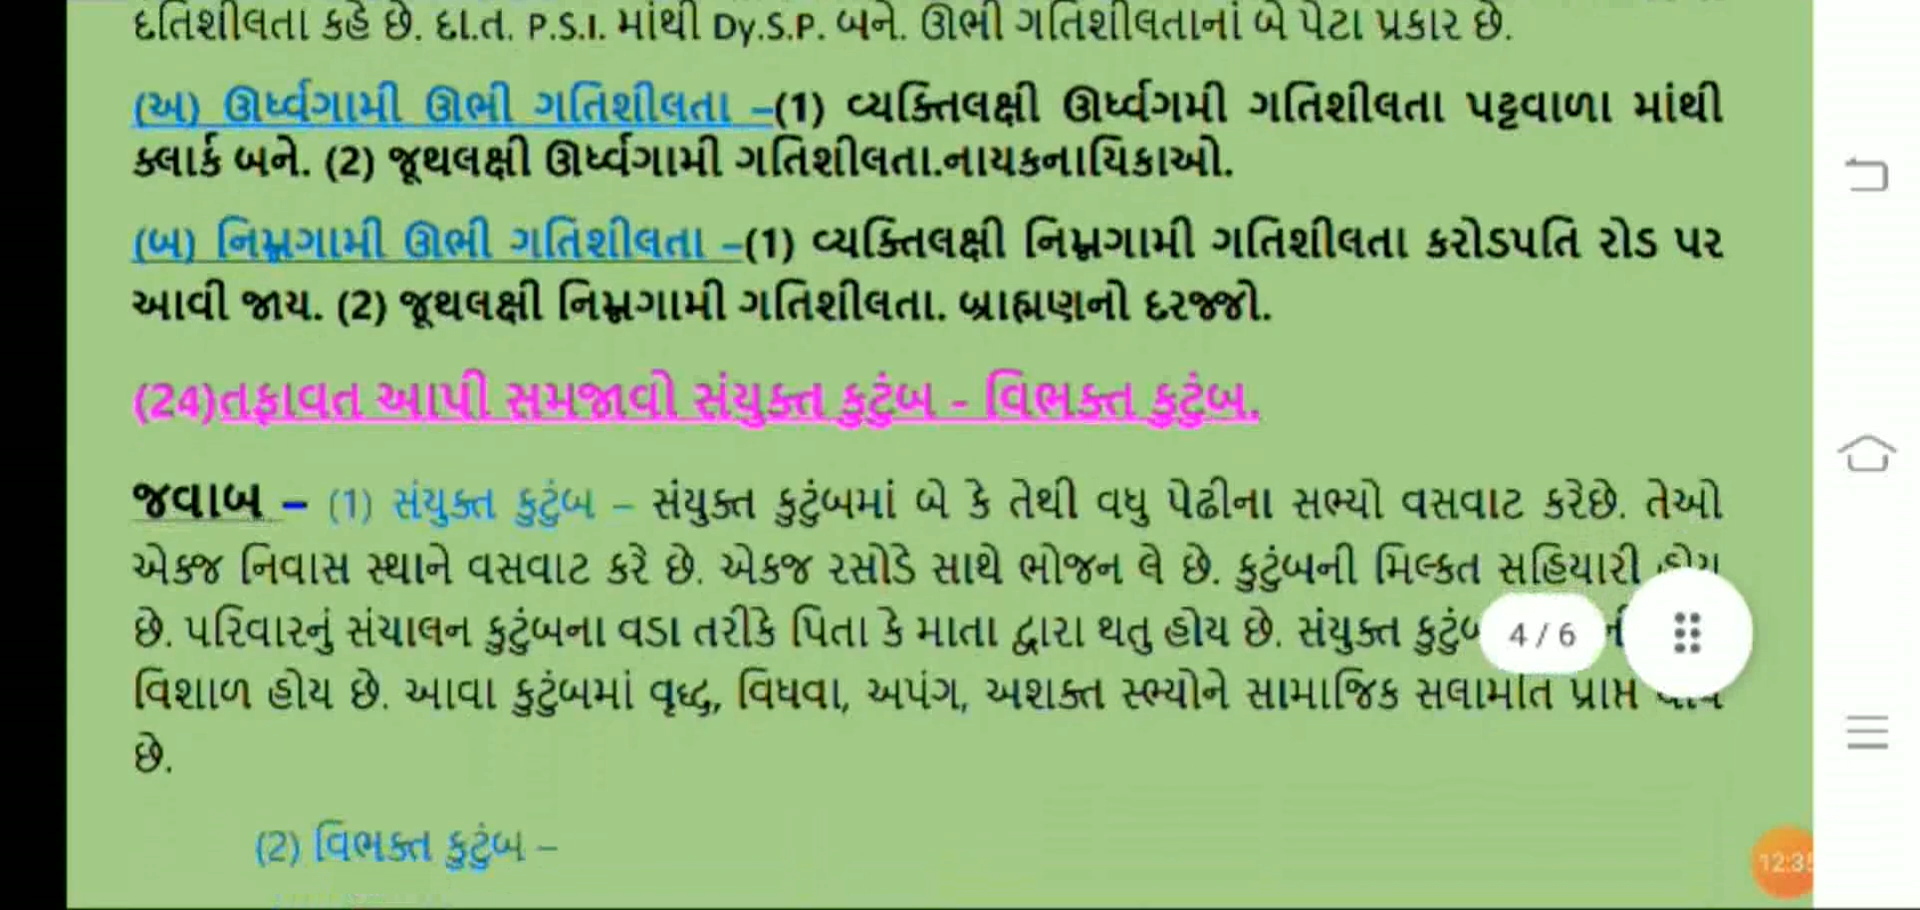 દતિશીલતા કહે છે. દા.ત. P.S.I. માંથી Dy.S.P. બને. ઊભી ગતિશીલતાનાં બે પેટા પ્રકાર છે.
(અ) ઊર્ધ્વગામી ઊભી ગતિશીલતા –(1) વ્યક્તિલક્ષી ઊર્ધ્વગમી ગતિશીલતા પટ્ટવાળા માંથી
ક્લાર્ક બને. (2) જૂથલક્ષી ઊર્ધ્વગામી ગતિશીલતા.નાયકનાયિકાઓ.
(બ) નિમ્નગામી ઊભી ગતિશીલતા –(1) વ્યક્તિલક્ષી નિમ્નગામી ગતિશીલતા કરોડપતિ રોડ પર
આવી જાય. (2) જૂથલક્ષી નિમ્નગામી ગતિશીલતા. બ્રાહ્મણનો દરજ્જો.
(24)તફાવત આપી સમજાવો સંયુક્ત કુટુંબ - વિભક્ત કુટુંબ.
જવાબ – (1) સંયુક્ત કુટુંબ – સંયુક્ત કુટુંબમાં બે કે તેથી વધુ પેઢીના સભ્યો વસવાટ કરેછે. તેઓ
એકજ નિવાસ સ્થાને વસવાટ કરે છે. એકજ રસોડે સાથે ભોજન લે છે. કુટુંબની મિલ્કત સહિયારી હોય
છે. પરિવારનું સંચાલન કુટુંબના વડા તરીકે પિતા કે માતા દ્વારા થતુ હોય છે. સંયુક્ત 4 / 6
વિશાળ હોય છે. આવા કુટુંબમાં વૃધ્ધ, વિધવા, અપંગ, અશક્ત સ્ભ્યોને સામાજિક સલામતિ પ્રાપ્ત
છે.
(2) વિભક્ત કુટુંબ –